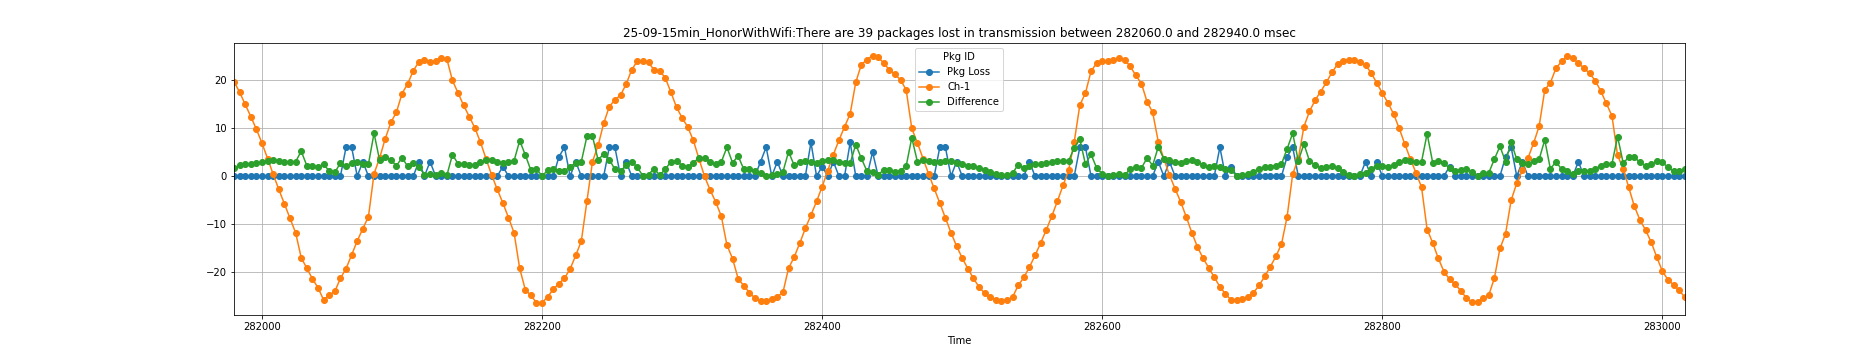 25-09-15min_HonorWithWifi:There are 39 packages lost in transmission between 282060.0 and 282940.0 msec
Pkg ID
Pkg Loss
Ch-1
Difference
20
10
0
−10
−20
282000 282200 282400 282600 282800 283000
Time